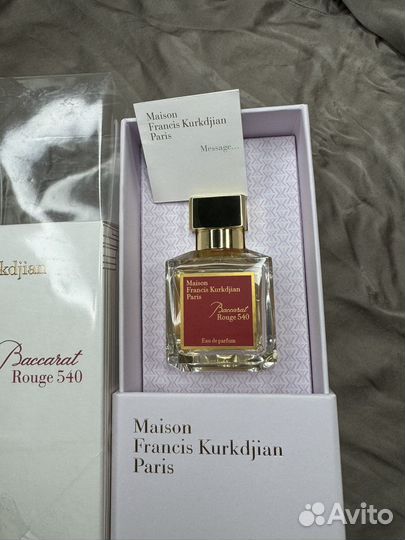 Maison
Francis Kurkdjian
Paris
Message...
kdjian
Baccarat
Rouge 540
Maison
Francis Kurkdjian
Paris
Baccarat
Rouge 540
Eau de parfum
Maison
Francis Kurkdjian
Paris
Avito